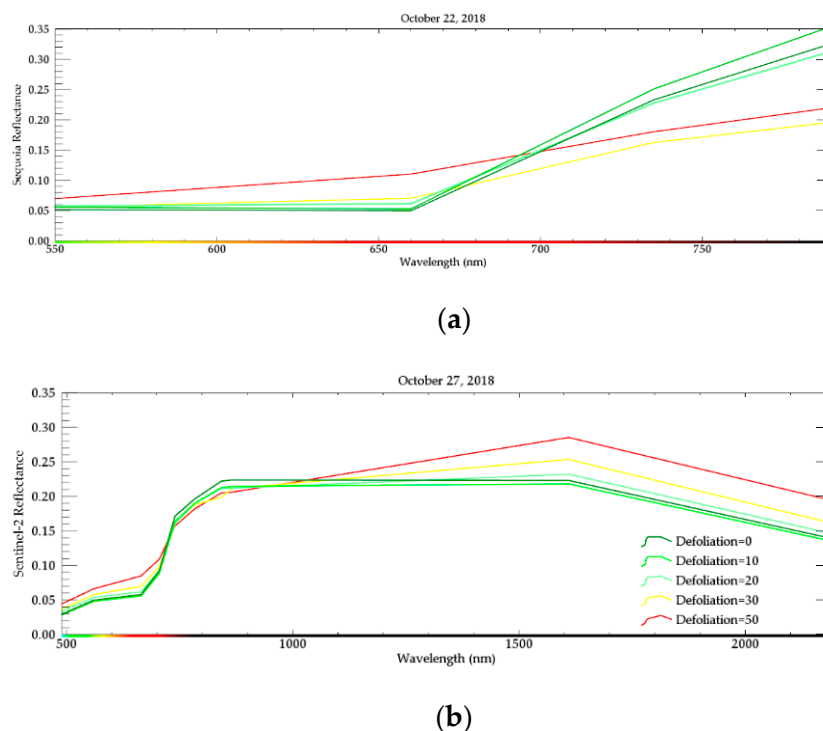 October 22, 2018
0.35
0.30
0.25
0.20
0.15
0.10
0.05
0.00
Sequoia Reflectance
550 600 650 700 750
Wavelength (nm)
(a)
October 27, 2018
0.35
0.30
0.25
0.20
0.15
0.10
0.05
0.00
Sentinel-2 Reflectance
Defoliation=0
Defoliation=10
Defoliation=20
Defoliation=30
Defoliation=50
500 1000 1500 2000
Wavelength (nm)
(b)